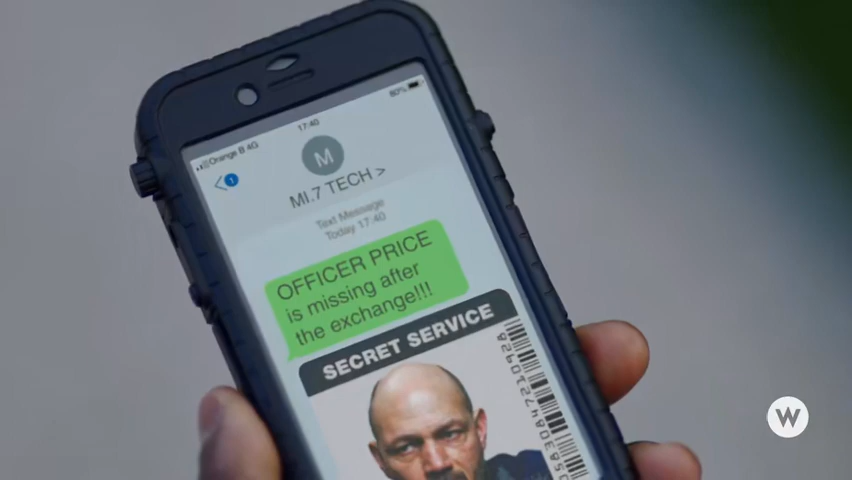 Orange B 4G
17:40
80%
1
M
MI.7 TECH >
Text Message
Today 17:40
OFFICER PRICE
is missing after
the exchange!!!
SECRET SERVICE
W